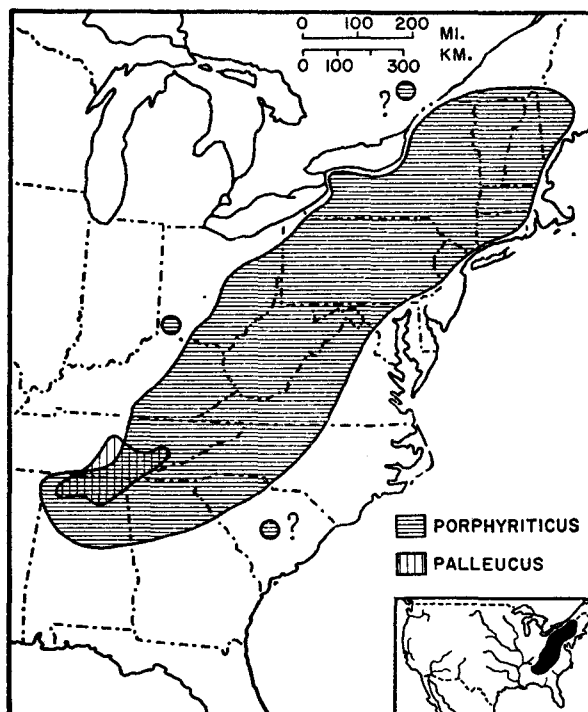 0 100 200 MI.
KM.
0 100 300
?
?
PORPHYRITICUS
PALLEUCUS